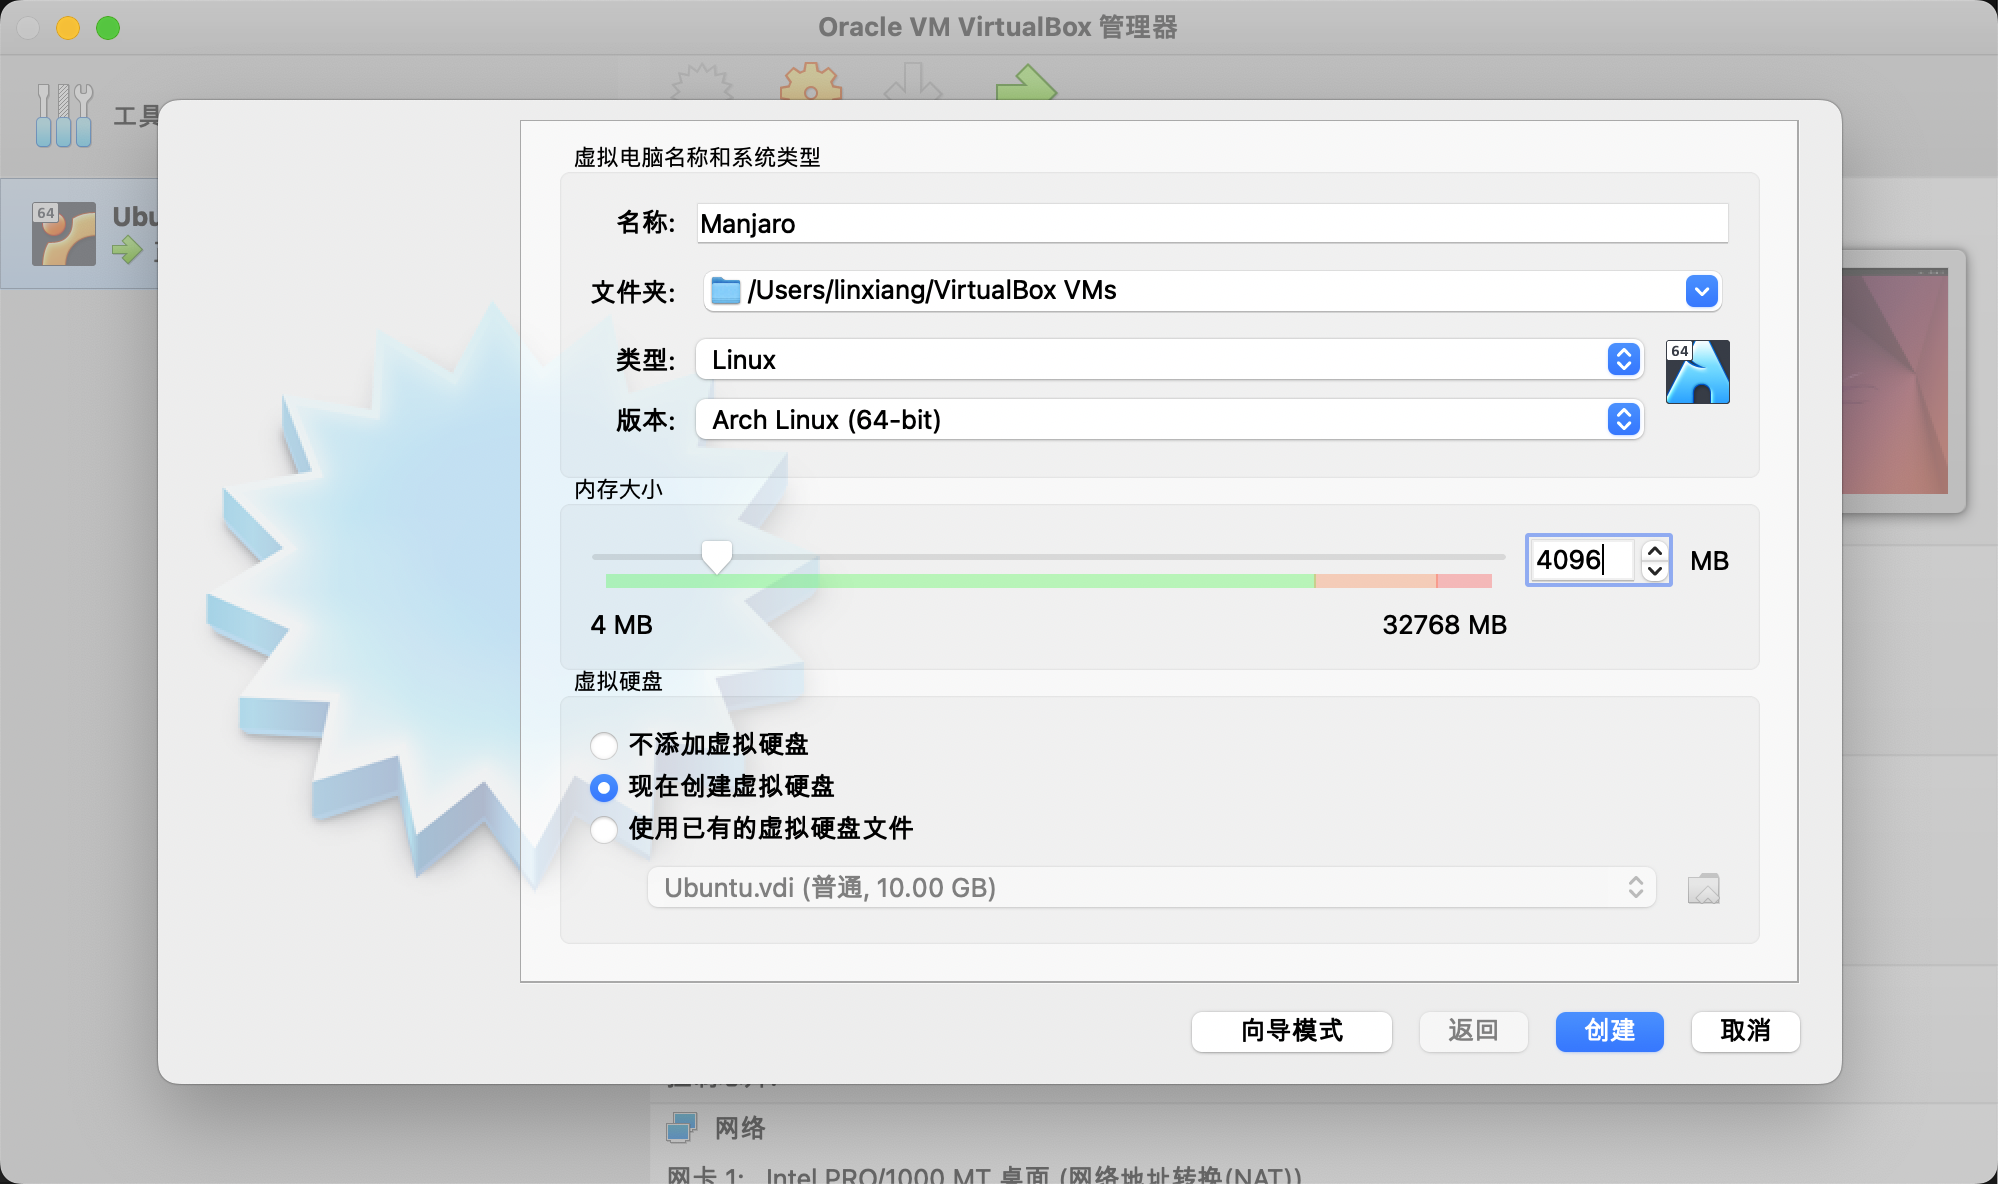 Oracle VM VirtualBox 管理器
工具
64
Ubu
虚拟电脑名称和系统类型
名称: Manjaro
文件夹: /Users/linxiang/VirtualBox VMs
类型: Linux
64
版本: Arch Linux (64-bit)
内存大小
4096 MB
4 MB 32768 MB
虚拟硬盘
不添加虚拟硬盘
现在创建虚拟硬盘
使用已有的虚拟硬盘文件
Ubuntu.vdi (普通, 10.00 GB)
向导模式 返回 创建 取消
网络
网卡 1: Intel PRO/1000 MT 桌面 (网络地址转换(NAT))